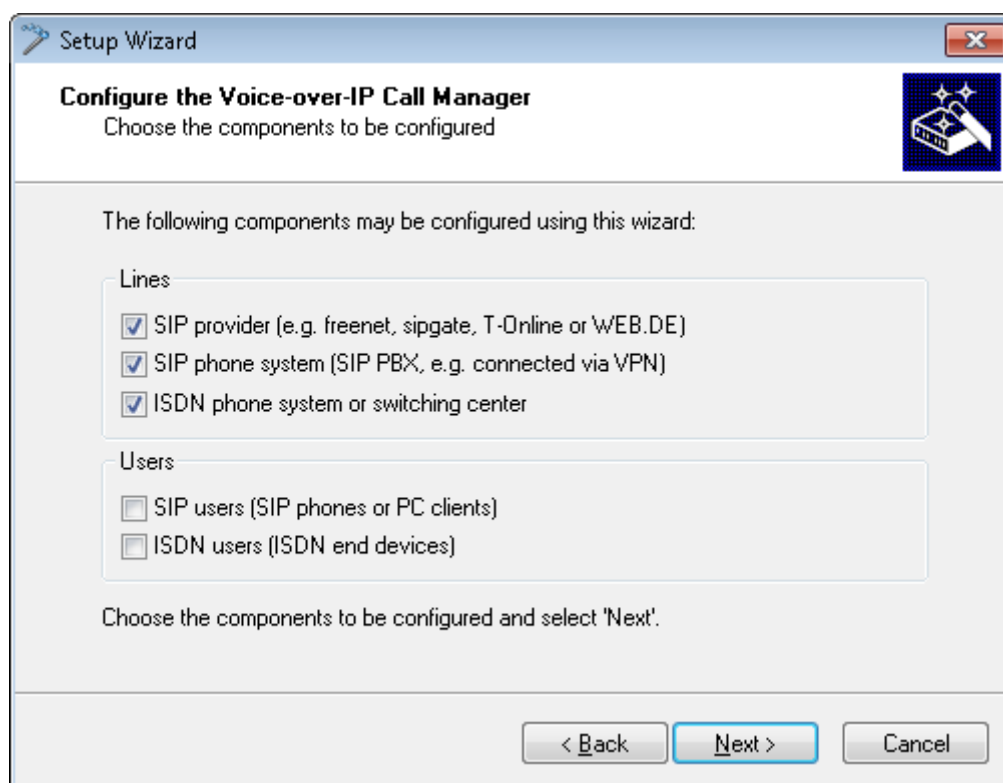 Setup Wizard
Configure the Voice-over-IP Call Manager
Choose the components to be configured
The following components may be configured using this wizard:
Lines
SIP provider (e.g. freenet, sipgate, T-Online or WEB.DE)
SIP phone system (SIP PBX, e.g. connected via VPN)
ISDN phone system or switching center
Users
SIP users (SIP phones or PC clients)
ISDN users (ISDN end devices)
Choose the components to be configured and select 'Next'.
< Back Next > Cancel